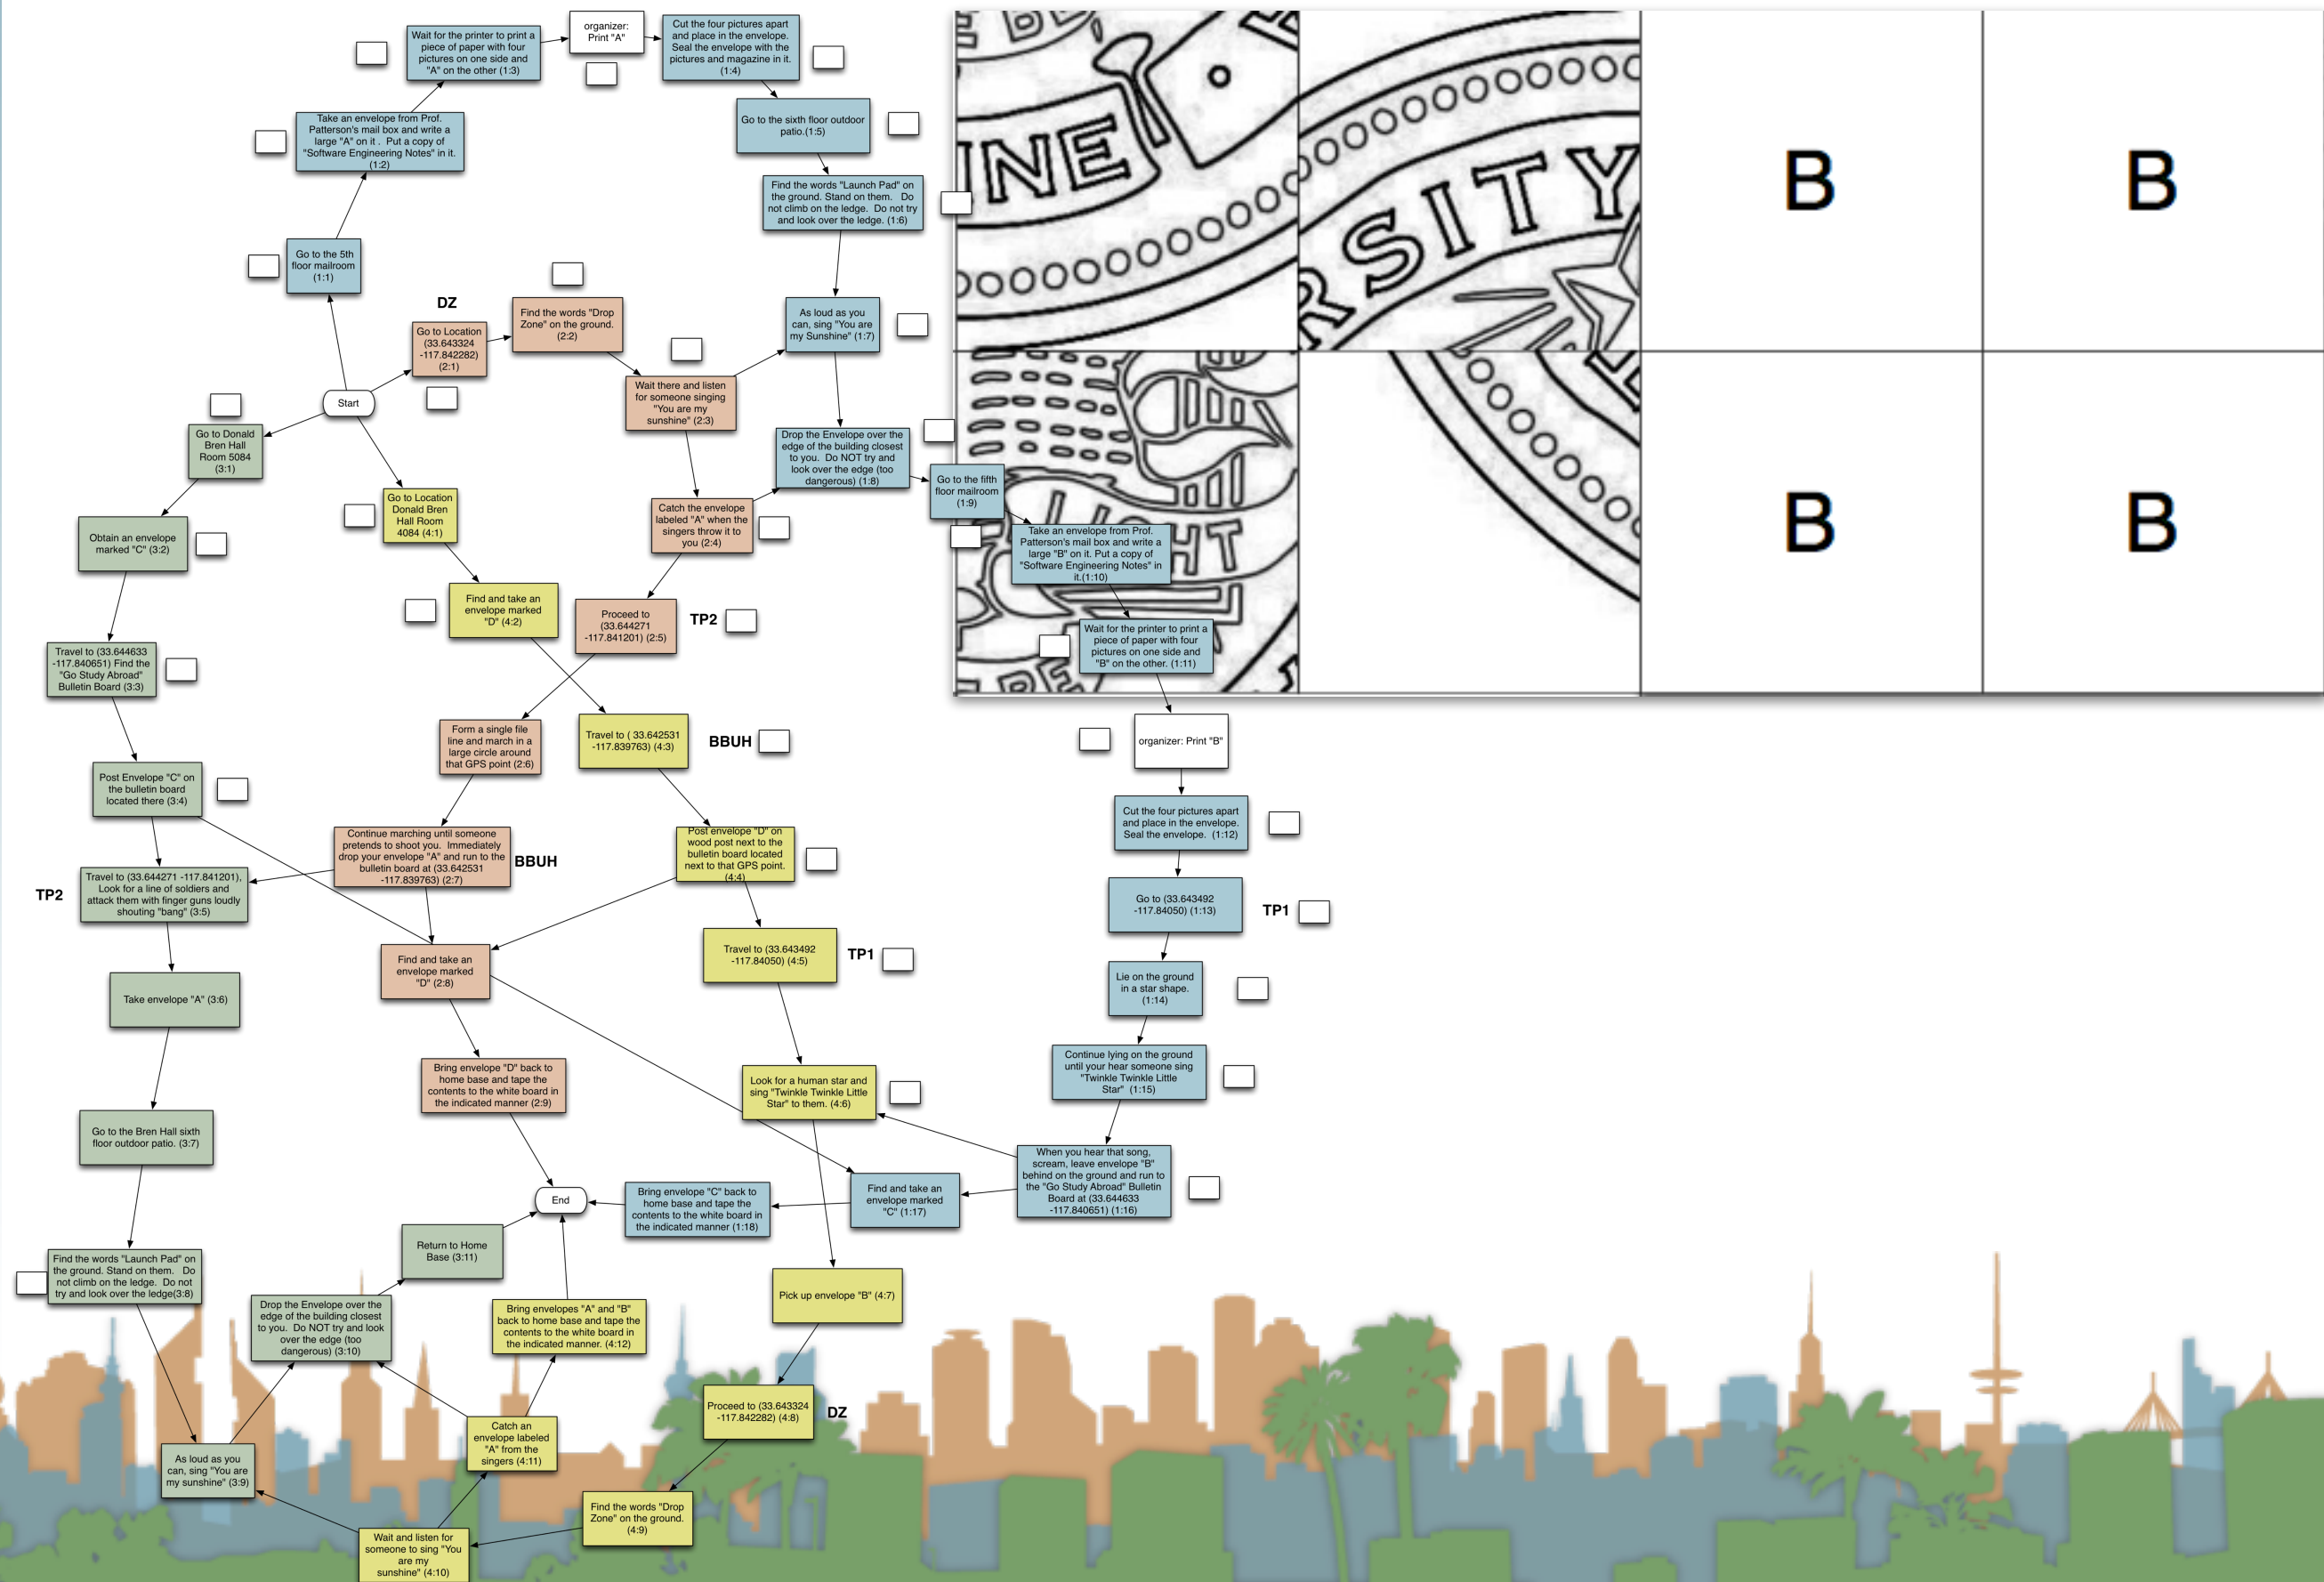 Wait for the printer to print a
piece of paper with four
pictures on one side and
"A" on the other (1:3)
organizer:
Print "A"
Cut the four pictures apart
and place in the envelope.
Seal the envelope with the
pictures and magazine in it.
(1:4)
Take an envelope from Prof.
Patterson's mail box and write a
large "A" on it . Put a copy of
"Software Engineering Notes" in it.
(1:2)
Go to the sixth floor outdoor
patio.(1:5)
Find the words "Launch Pad" on
the ground. Stand on them. Do
not climb on the ledge. Do not try
and look over the ledge. (1:6)
Go to the 5th
floor mailroom
(1:1)
DZ
Go to Location
(33.643324
-117.842282)
(2:1)
Find the words "Drop
Zone" on the ground.
(2:2)
As loud as you
can, sing "You are
my Sunshine" (1:7)
Start
Wait there and listen
for someone singing
"You are my
sunshine" (2:3)
Go to Donald
Bren Hall
Room 5084
(3:1)
Drop the Envelope over the
edge of the building closest
to you. Do NOT try and
look over the edge (too
dangerous) (1:8)
Go to the fifth
floor mailroom
(1:9)
Go to Location
Donald Bren
Hall Room
4084 (4:1)
Catch the envelope
labeled "A" when the
singers throw it to
you (2:4)
Obtain an envelope
marked "C" (3:2)
Take an envelope from Prof.
Patterson's mail box and write a
large "B" on it. Put a copy of
"Software Engineering Notes" in
it.(1:10)
Find and take an
envelope marked
"D" (4:2)
Proceed to
(33.644271
-117.841201) (2:5)
TP2
Wait for the printer to print a
piece of paper with four
pictures on one side and
"B" on the other. (1:11)
Travel to (33.644633
-117.840651) Find the
"Go Study Abroad"
Bulletin Board (3:3)
Form a single file
line and march in a
large circle around
that GPS point (2:6)
Travel to ( 33.642531
-117.839763) (4:3)
BBUH
organizer: Print "B"
Post Envelope "C" on
the bulletin board
located there (3:4)
Cut the four pictures apart
and place in the envelope.
Seal the envelope. (1:12)
Continue marching until someone
pretends to shoot you. Immediately
drop your envelope "A" and run to the
bulletin board at (33.642531
-117.839763) (2:7)
BBUH
Post envelope "D" on
wood post next to the
bulletin board located
next to that GPS point.
(4:4)
TP2
Travel to (33.644271 -117.841201),
Look for a line of soldiers and
attack them with finger guns loudly
shouting "bang" (3:5)
Go to (33.643492
-117.84050) (1:13)
TP1
Travel to (33.643492
-117.84050) (4:5)
TP1
Find and take an
envelope marked
"D" (2:8)
Lie on the ground
in a star shape.
(1:14)
Take envelope "A" (3:6)
Continue lying on the ground
until your hear someone sing
"Twinkle Twinkle Little
Star" (1:15)
Bring envelope "D" back to
home base and tape the
contents to the white board in
the indicated manner (2:9)
Look for a human star and
sing "Twinkle Twinkle Little
Star" to them. (4:6)
Go to the Bren Hall sixth
floor outdoor patio. (3:7)
When you hear that song,
scream, leave envelope "B"
behind on the ground and run to
the "Go Study Abroad" Bulletin
Board at (33.644633
-117.840651) (1:16)
End
Bring envelope "C" back to
home base and tape the
contents to the white board in
the indicated manner (1:18)
Find and take an
envelope marked
"C" (1:17)
Return to Home
Base (3:11)
Find the words "Launch Pad" on
the ground. Stand on them. Do
not climb on the ledge. Do not
try and look over the ledge(3:8)
Pick up envelope "B" (4:7)
Drop the Envelope over the
edge of the building closest
to you. Do NOT try and look
over the edge (too
dangerous) (3:10)
Bring envelopes "A" and "B"
back to home base and tape the
contents to the white board in
the indicated manner. (4:12)
Proceed to (33.643324
-117.842282) (4:8)
DZ
Catch an
envelope labeled
"A" from the
singers (4:11)
As loud as you
can, sing "You are
my sunshine" (3:9)
Find the words "Drop
Zone" on the ground.
(4:9)
Wait and listen for
someone to sing "You
are my
sunshine" (4:10)
INE
RSITY
B
B
B
B